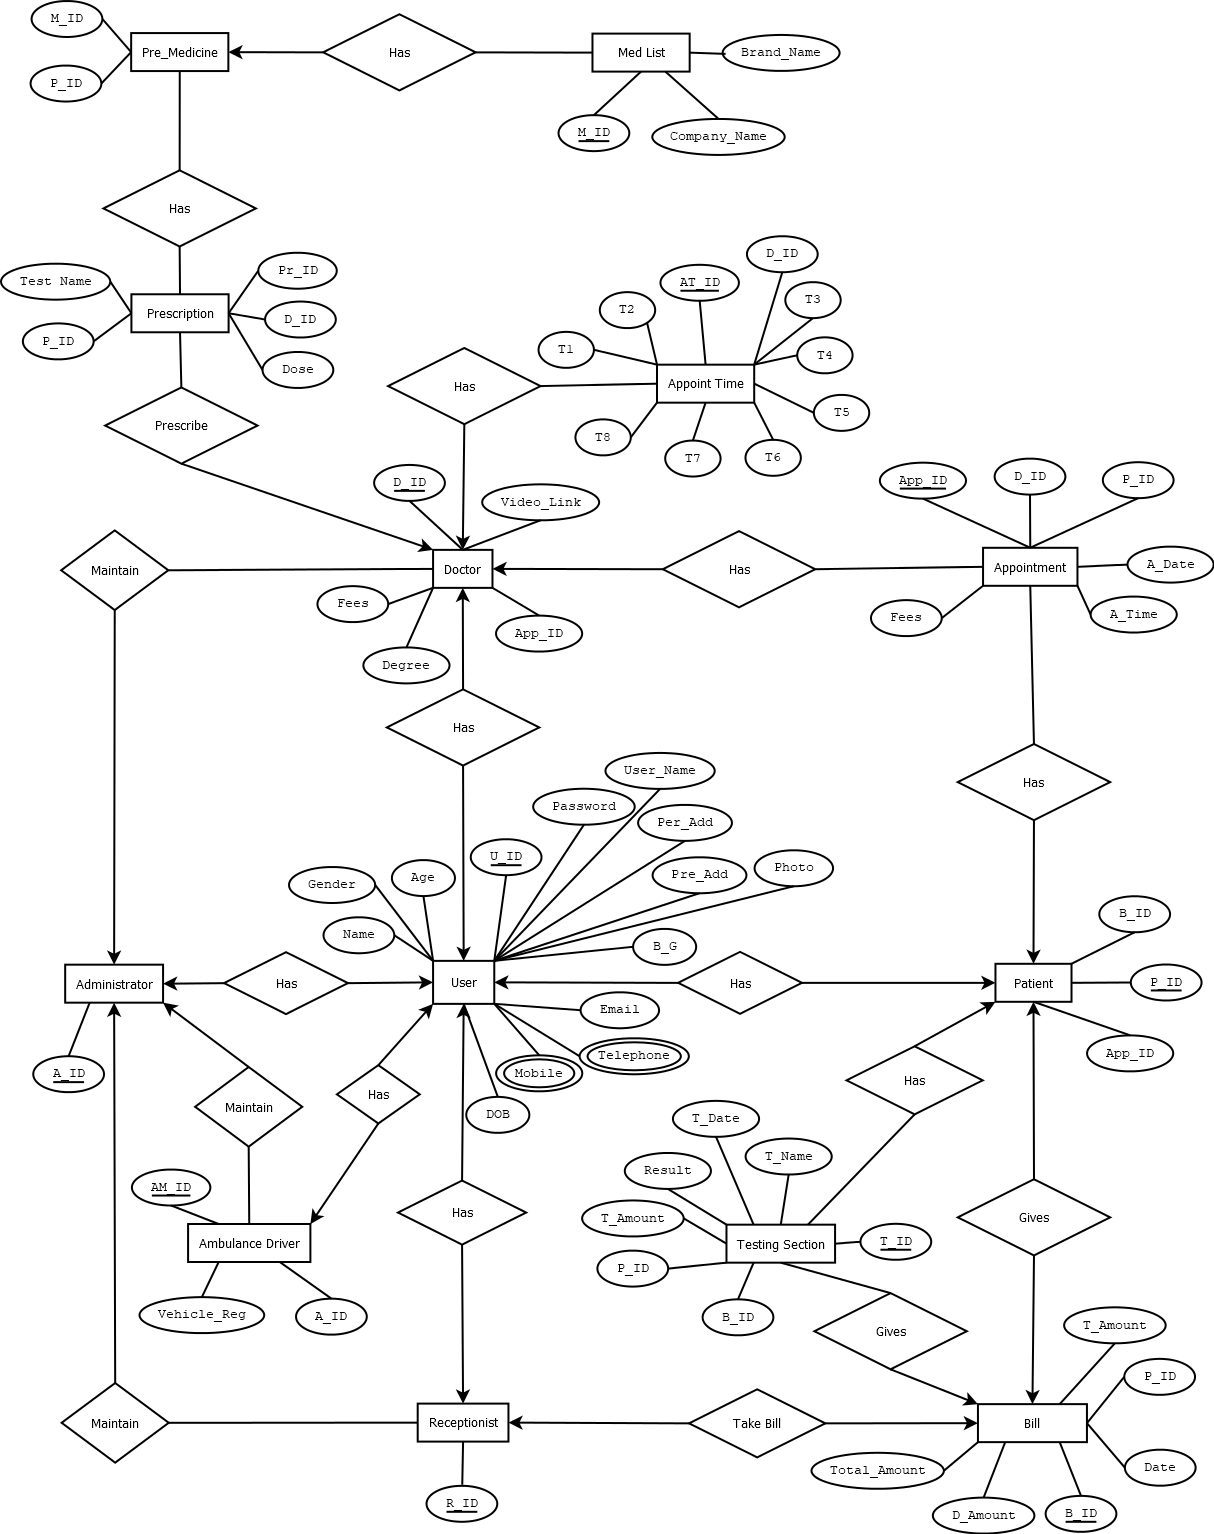 M_ID
Pre_Medicine
Has
Med List
Brand_Name
P_ID
M_ID
Company_Name
Has
Test Name
Pr_ID
Prescription
D_ID
P_ID
Dose
Prescribe
D_ID
AT_ID
T3
T2
T1
T4
Has
Appoint Time
T5
T8
T7
T6
D_ID
Video_Link
App_ID
D_ID
P_ID
Maintain
Doctor
Has
Appointment
A_Date
Fees
App_ID
Fees
A_Time
Degree
Has
Has
User_Name
Password
Per_Add
U_ID
Pre_Add
Photo
Gender
Age
Name
B_G
B_ID
Administrator
Has
User
Has
Patient
P_ID
Email
Telephone
A_ID
Mobile
App_ID
Maintain
Has
DOB
Has
T_Date
T_Name
AM_ID
Result
Has
T_Amount
Gives
Ambulance Driver
Testing Section
T_ID
P_ID
Vehicle_Reg
A_ID
B_ID
Gives
T_Amount
P_ID
Maintain
Receptionist
Take Bill
Bill
Total_Amount
Date
R_ID
D_Amount
B_ID